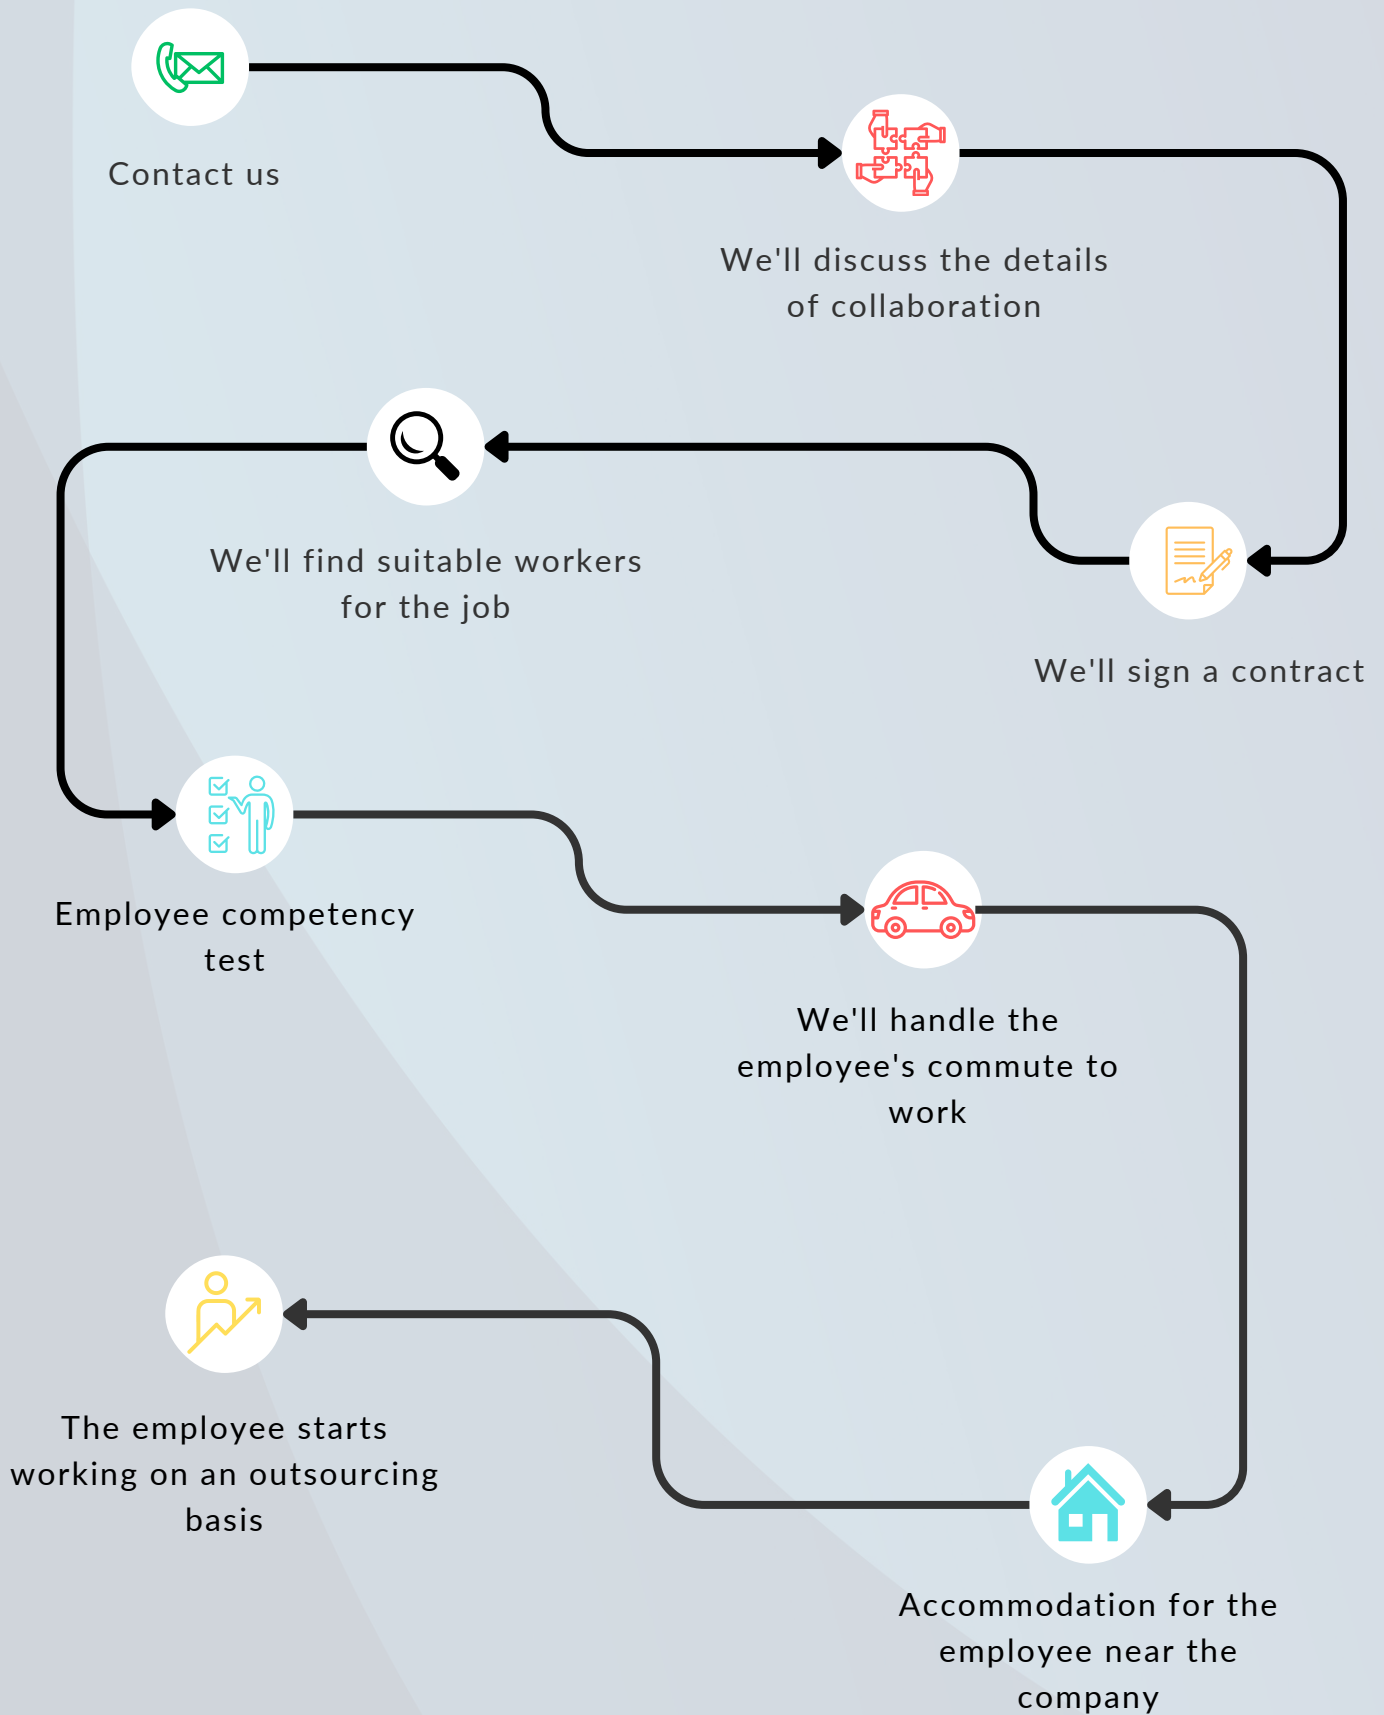 Contact us
We'll discuss the details
of collaboration
We'll sign a contract
We'll find suitable workers
for the job
Employee competency
test
We'll handle the
employee's commute to
work
Accommodation for the
employee near the
company
The employee starts
working on an outsourcing
basis